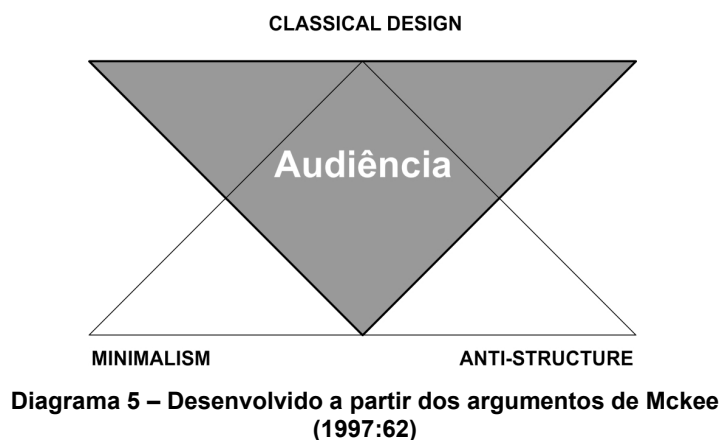 CLASSICAL DESIGN
Audiência
MINIMALISM
ANTI-STRUCTURE
Diagrama 5 – Desenvolvido a partir dos argumentos de Mckee
(1997:62)